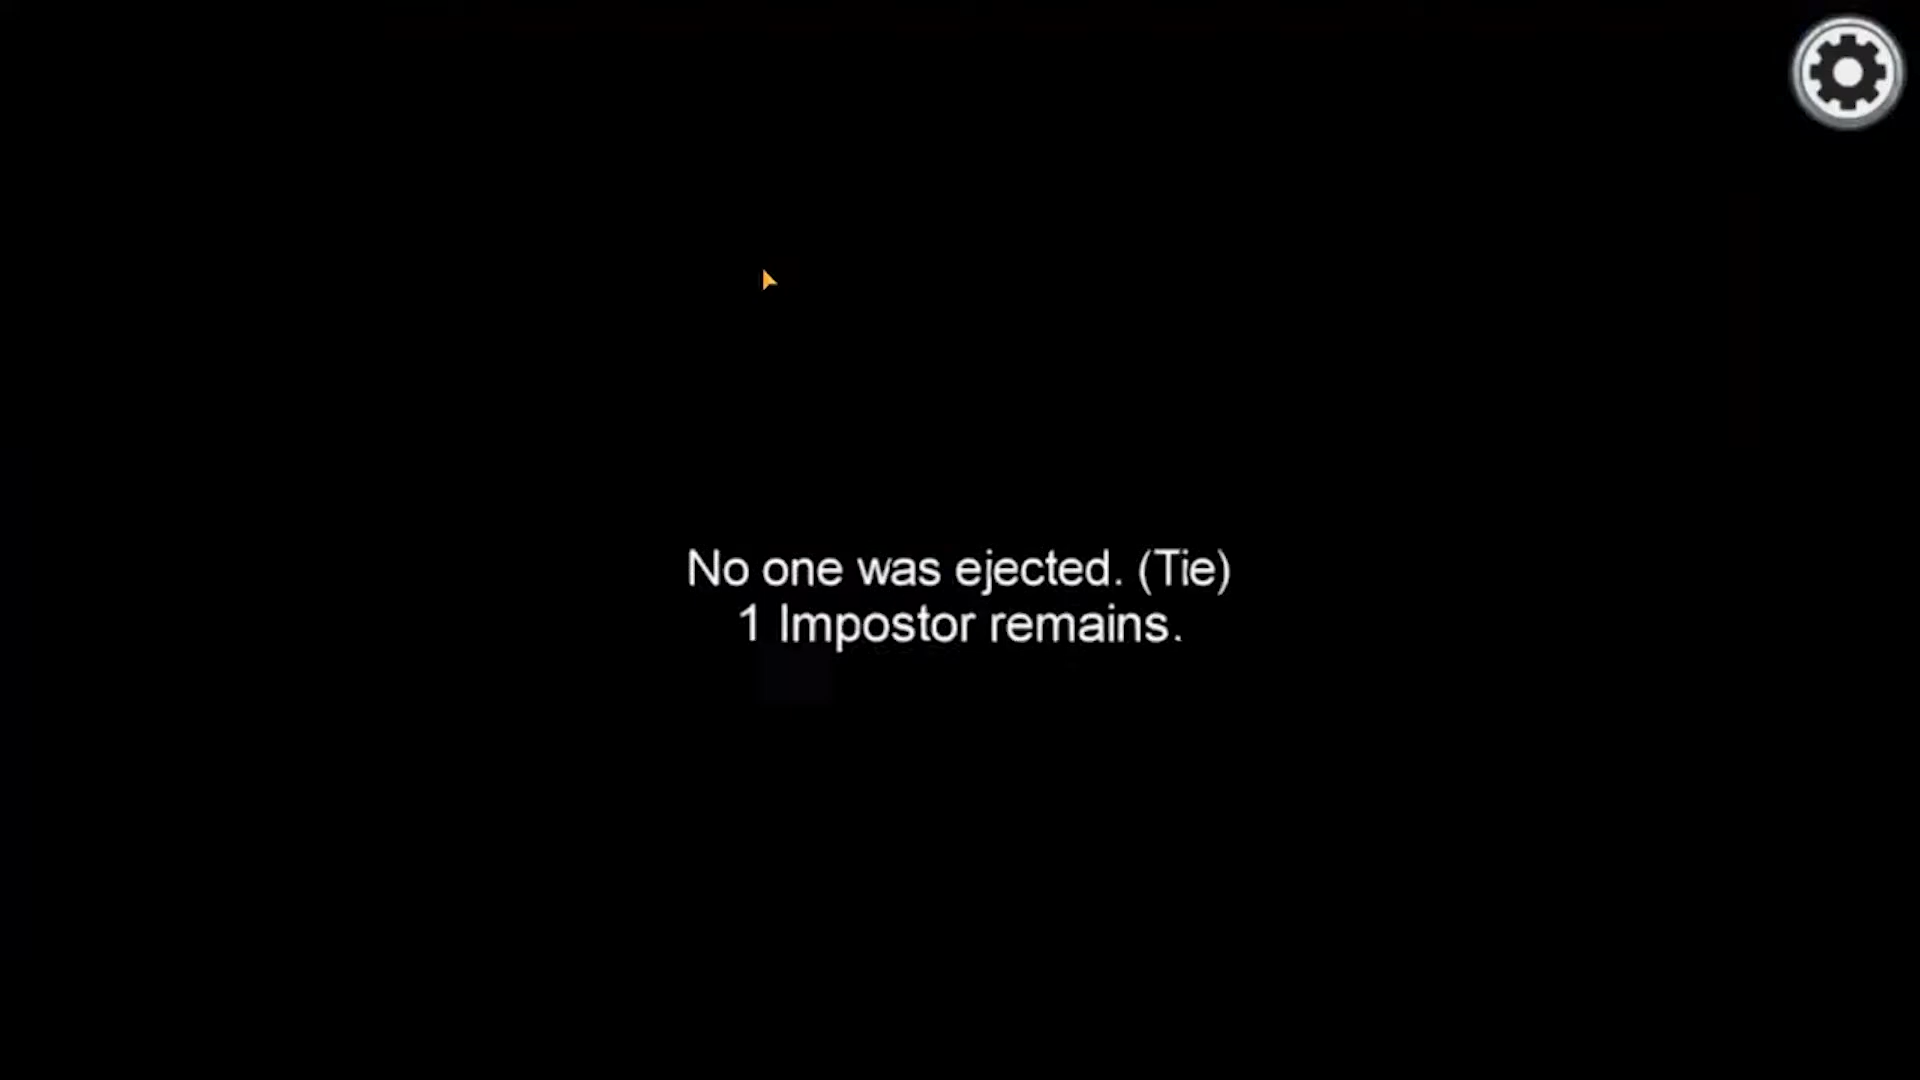 No one was ejected. (Tie)
1 Impostor remains.